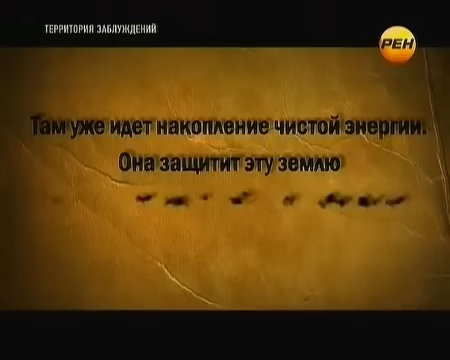 ТЕРРИТОРИЯ ЗАБЛУЖДЕНИЙ
РЕН
Там уже идет накопление чистой энергии.
Она защитит эту землю